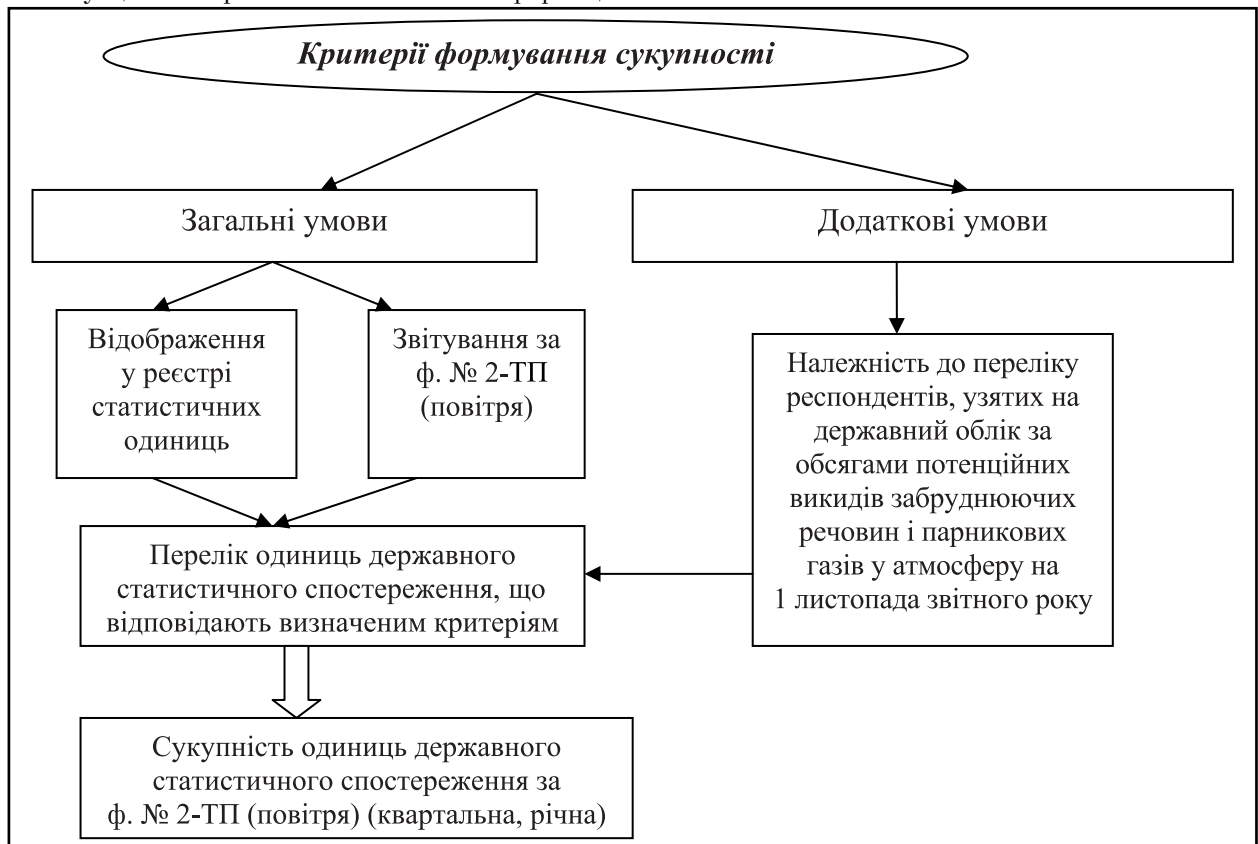 Критерії формування сукупності
Загальні умови
Додаткові умови
Відображення
у реєстрі
статистичних
одиниць
Звітування за
ф. № 2-ТП
(повітря)
Належність до переліку
респондентів, узятих на
державний облік за
обсягами потенційних
викидів забруднюючих
речовин і парникових
газів у атмосферу на
1 листопада звітного року
Перелік одиниць державного
статистичного спостереження, що
відповідають визначеним критеріям
Сукупність одиниць державного
статистичного спостереження за
ф. № 2-ТП (повітря) (квартальна, річна)